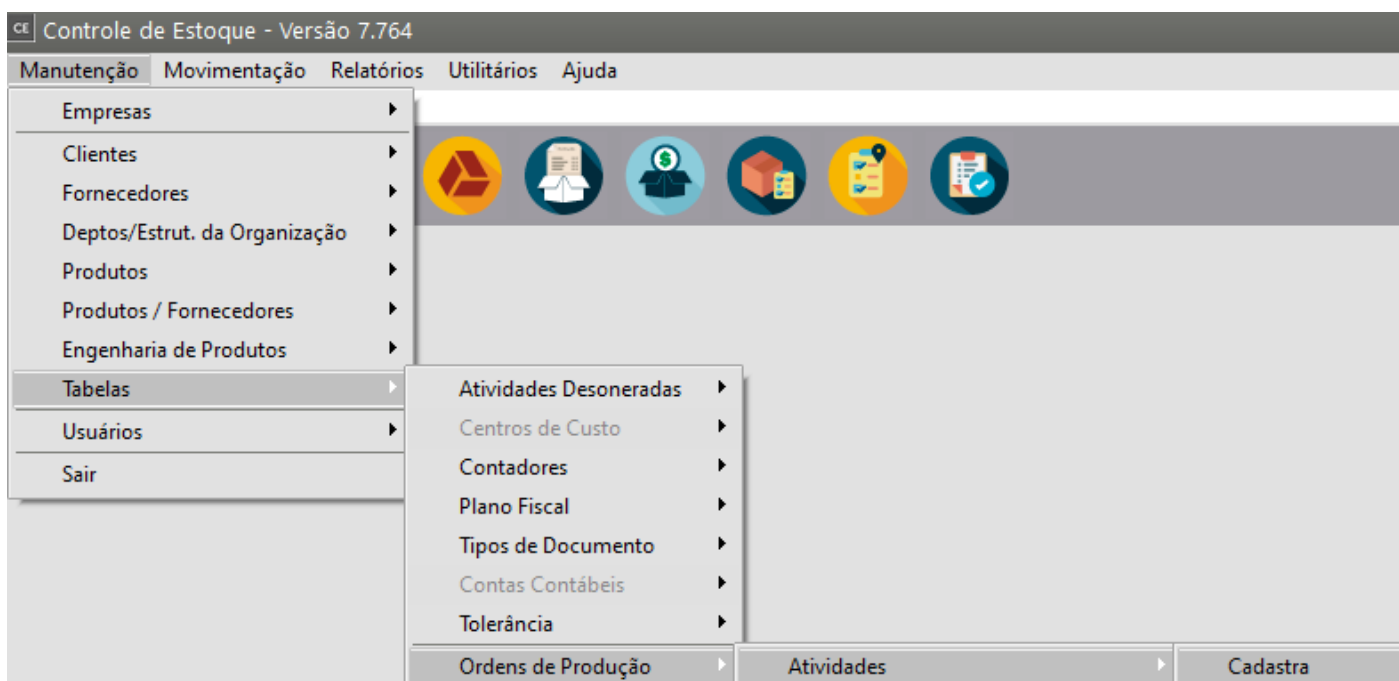 CE Controle de Estoque - Versão 7.764
Manutenção Movimentação Relatórios Utilitários Ajuda
Empresas
Clientes
Fornecedores
Deptos/Estrut. da Organização
Produtos
Produtos / Fornecedores
Engenharia de Produtos
Tabelas
Usuários
Sair
Atividades Desoneradas
Centros de Custo
Contadores
Plano Fiscal
Tipos de Documento
Contas Contábeis
Tolerância
Ordens de Produção
Atividades
Cadastra